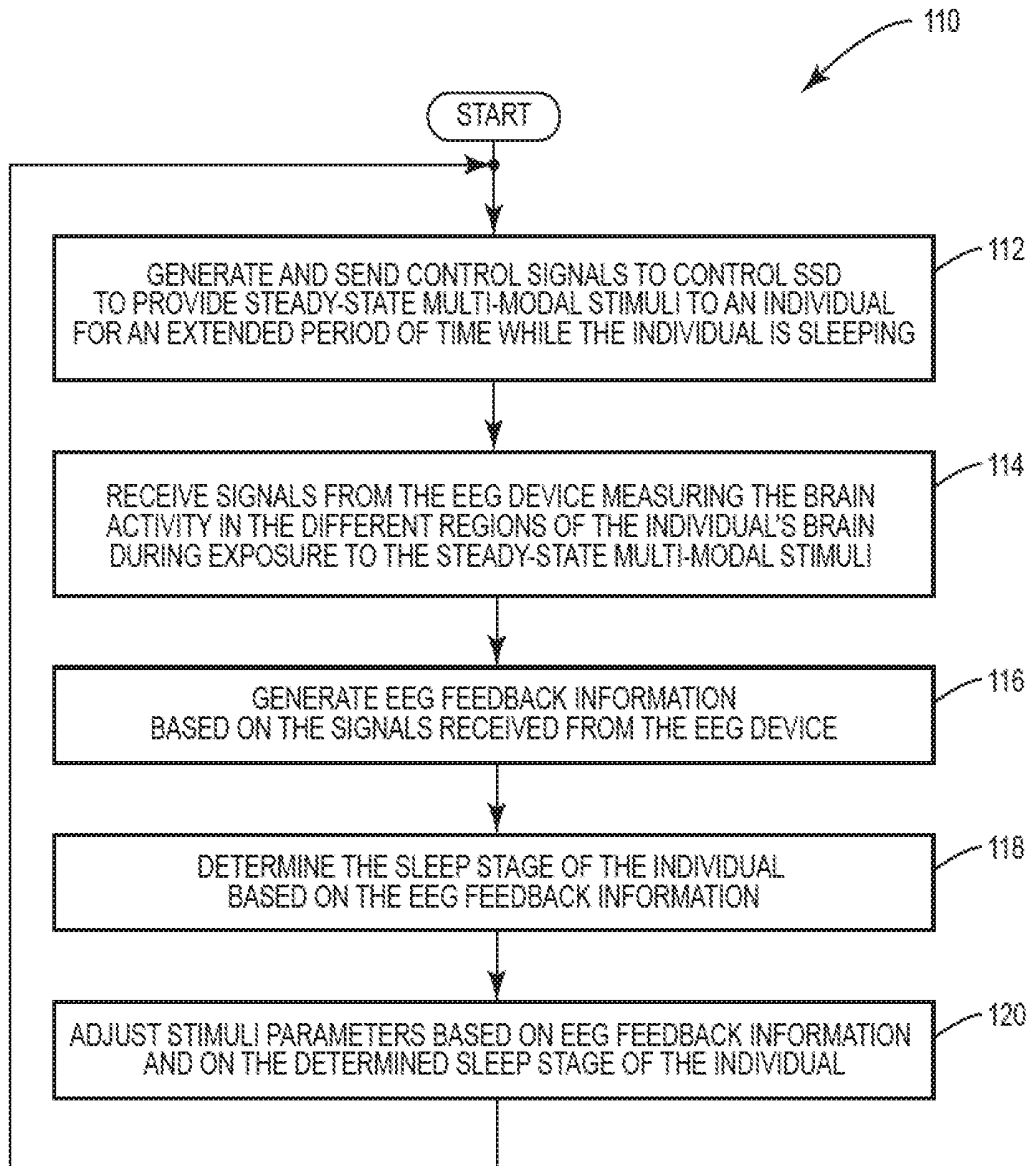 110
START
GENERATE AND SEND CONTROL SIGNALS TO CONTROL SSD
TO PROVIDE STEADY-STATE MULTI-MODAL STIMULI TO AN INDIVIDUAL
FOR AN EXTENDED PERIOD OF TIME WHILE THE INDIVIDUAL IS SLEEPING
112
RECEIVE SIGNALS FROM THE EEG DEVICE MEASURING THE BRAIN
ACTIVITY IN THE DIFFERENT REGIONS OF THE INDIVIDUAL'S BRAIN
DURING EXPOSURE TO THE STEADY-STATE MULTI-MODAL STIMULI
114
GENERATE EEG FEEDBACK INFORMATION
BASED ON THE SIGNALS RECEIVED FROM THE EEG DEVICE
116
DETERMINE THE SLEEP STAGE OF THE INDIVIDUAL
BASED ON THE EEG FEEDBACK INFORMATION
118
ADJUST STIMULI PARAMETERS BASED ON EEG FEEDBACK INFORMATION
AND ON THE DETERMINED SLEEP STAGE OF THE INDIVIDUAL
120